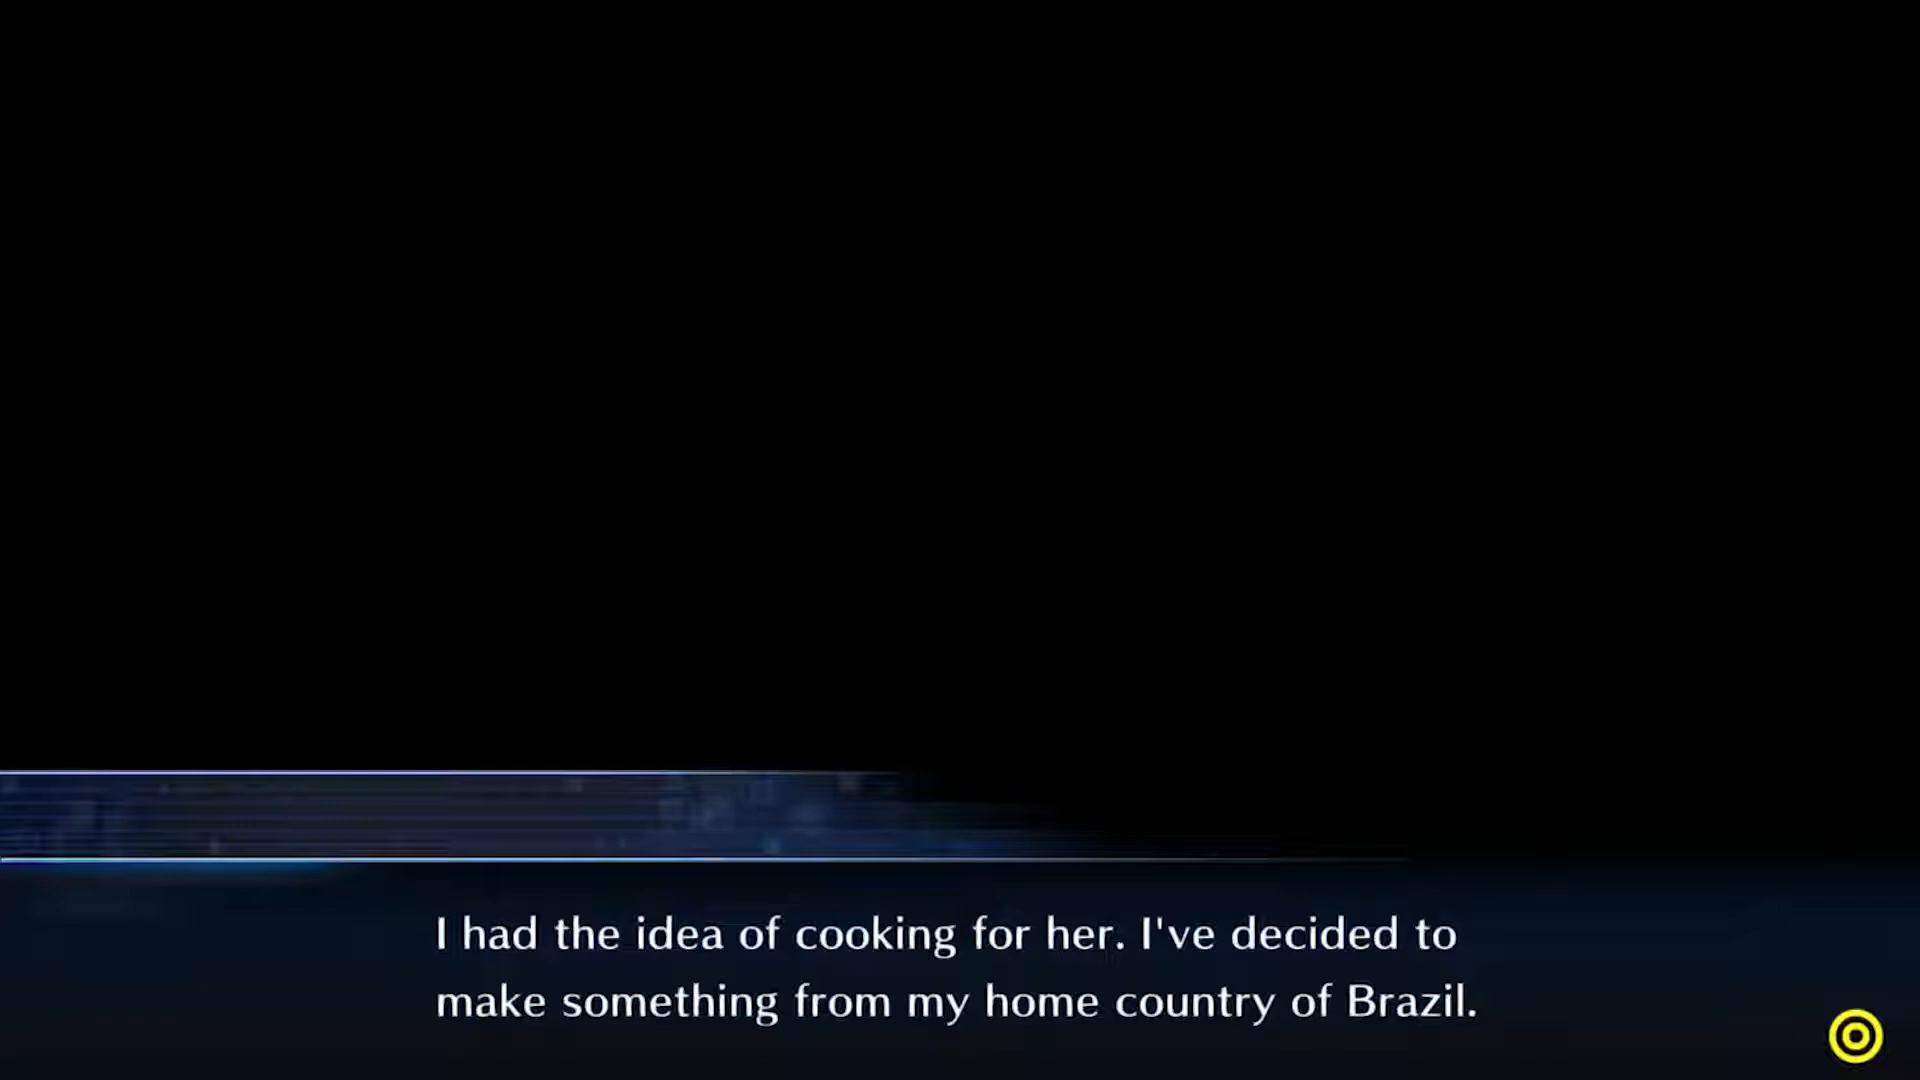 I had the idea of cooking for her. I've decided to
make something from my home country of Brazil.